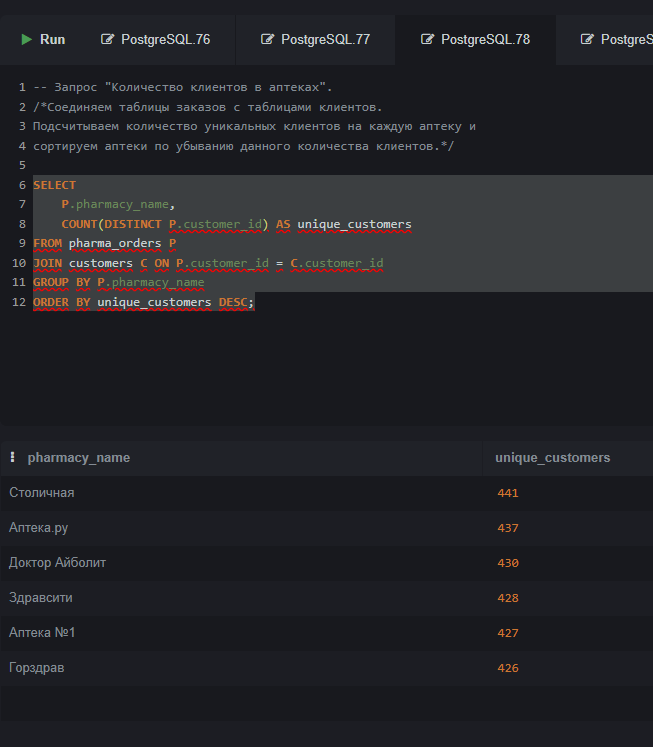 Run PostgreSQL.76 PostgreSQL.77 PostgreSQL.78 PostgreS
1 -- Запрос "Количество клиентов в аптеках".
2 /*Соединяем таблицы заказов с таблицами клиентов.
3 Подсчитываем количество уникальных клиентов на каждую аптеку и
4 сортируем аптеки по убыванию данного количества клиентов.*/
5
6 SELECT
7     P.pharmacy_name,
8     COUNT(DISTINCT P.customer_id) AS unique_customers
9 FROM pharma_orders P
10 JOIN customers C ON P.customer_id = C.customer_id
11 GROUP BY P.pharmacy_name
12 ORDER BY unique_customers DESC;
pharmacy_name unique_customers
Столичная 441
Аптека.ру 437
Доктор Айболит 430
Здравсити 428
Аптека №1 427
Горздрав 426